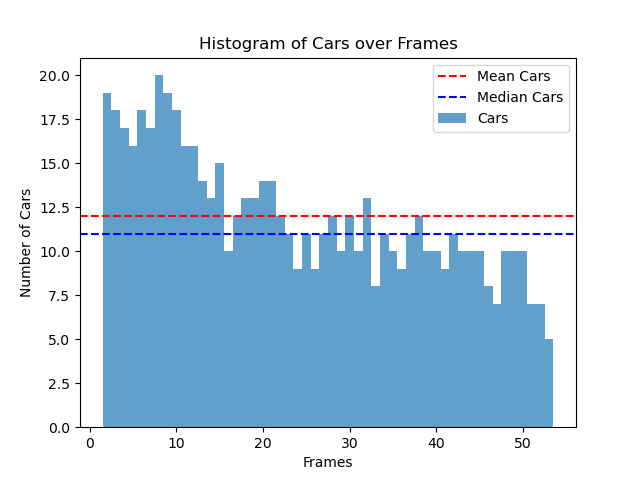 Histogram of Cars over Frames
Mean Cars
Median Cars
Cars
20.0
17.5
15.0
12.5
10.0
7.5
5.0
2.5
0.0
Number of Cars
0 10 20 30 40 50
Frames